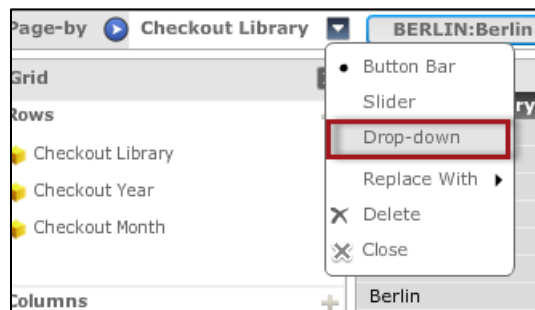 Page-by Checkout Library BERLIN:Berlin
Grid
Rows
Checkout Library
Checkout Year
Checkout Month
Columns
Button Bar
Slider
Drop-down
Replace With
Delete
Close
ry
Berlin